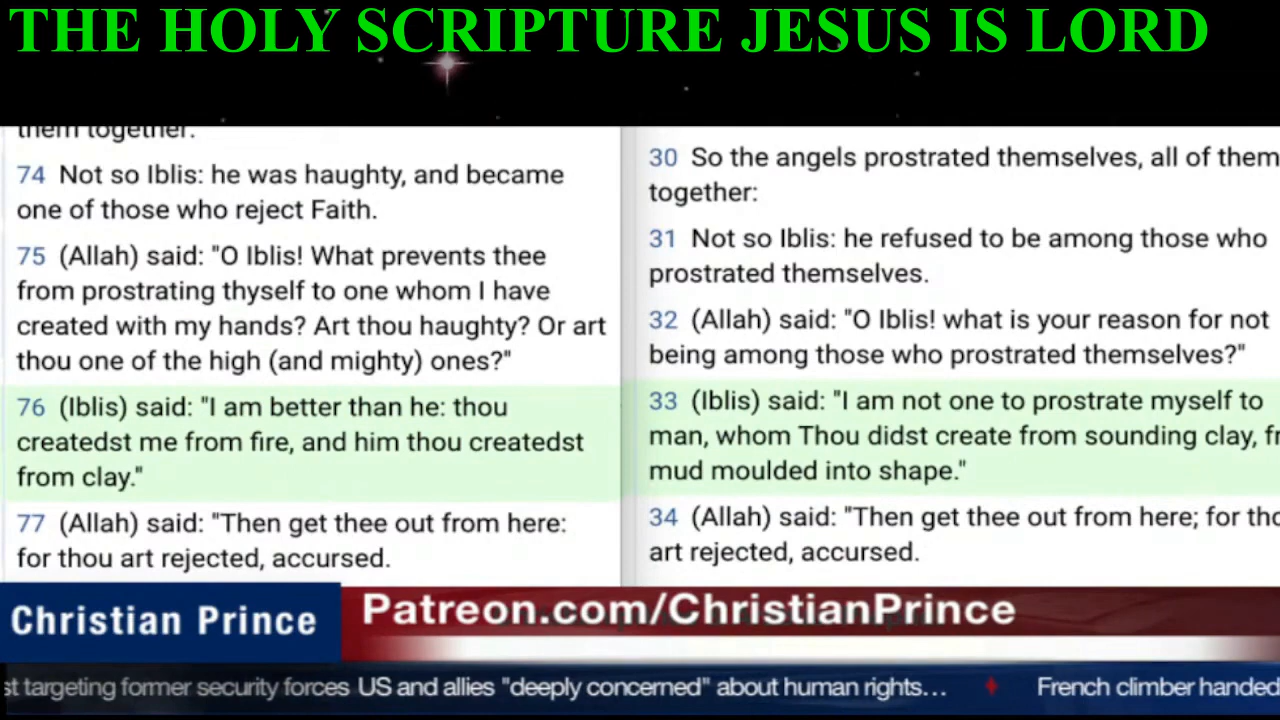 THE HOLY SCRIPTURE JESUS IS LORD
them together.
74 Not so Iblis: he was haughty, and became
one of those who reject Faith.
75 (Allah) said: "O Iblis! What prevents thee
from prostrating thyself to one whom I have
created with my hands? Art thou haughty? Or art
thou one of the high (and mighty) ones?"
76 (Iblis) said: "I am better than he: thou
createdst me from fire, and him thou createdst
from clay."
77 (Allah) said: "Then get thee out from here:
for thou art rejected, accursed.
30 So the angels prostrated themselves, all of them
together:
31 Not so Iblis: he refused to be among those who
prostrated themselves.
32 (Allah) said: "O Iblis! what is your reason for not
being among those who prostrated themselves?"
33 (Iblis) said: "I am not one to prostrate myself to
man, whom Thou didst create from sounding clay,
mud moulded into shape."
34 (Allah) said: "Then get thee out from here; for
art rejected, accursed.
Christian Prince
Patreon.com/ChristianPrince
targeting former security forces US and allies "deeply concerned" about human rights... French climber handed